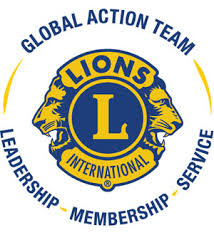 GLOBAL ACTION TEAM
LIONS
L
INTERNATIONAL
®
LEADERSHIP - MEMBERSHIP - SERVICE